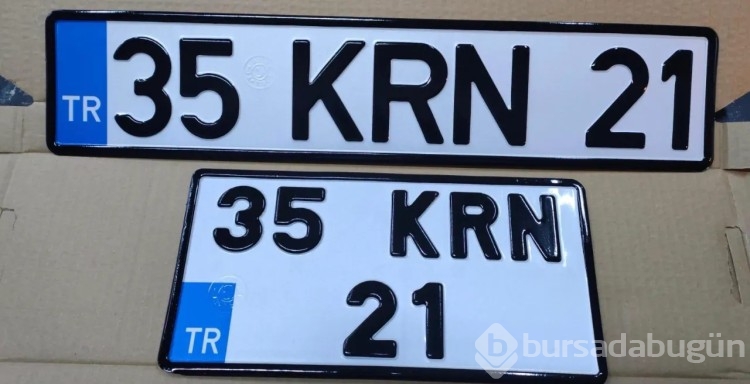 TR 35 KRN 21
35 KRN
TR 21
bursadabugün